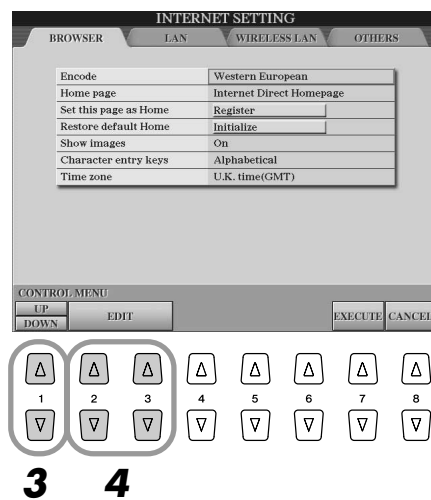 INTERNET SETTING
BROWSER LAN WIRELESS LAN OTHERS
Encode Western European
Home page Internet Direct Homepage
Set this page as Home Register
Restore default Home Initialize
Show images On
Character entry keys Alphabetical
Time zone U.K. time(GMT)
CONTROL MENU
UP
DOWN
EDIT EXECUTE CANCEL
1 2 3 4 5 6 7 8
3 4